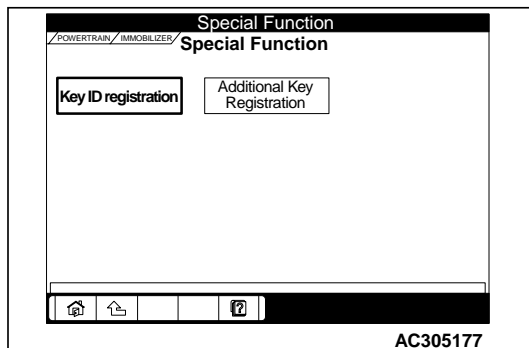 Special Function
POWERTRAIN IMMOBILIZER
Special Function
Key ID registration
Additional Key
Registration
?
AC305177